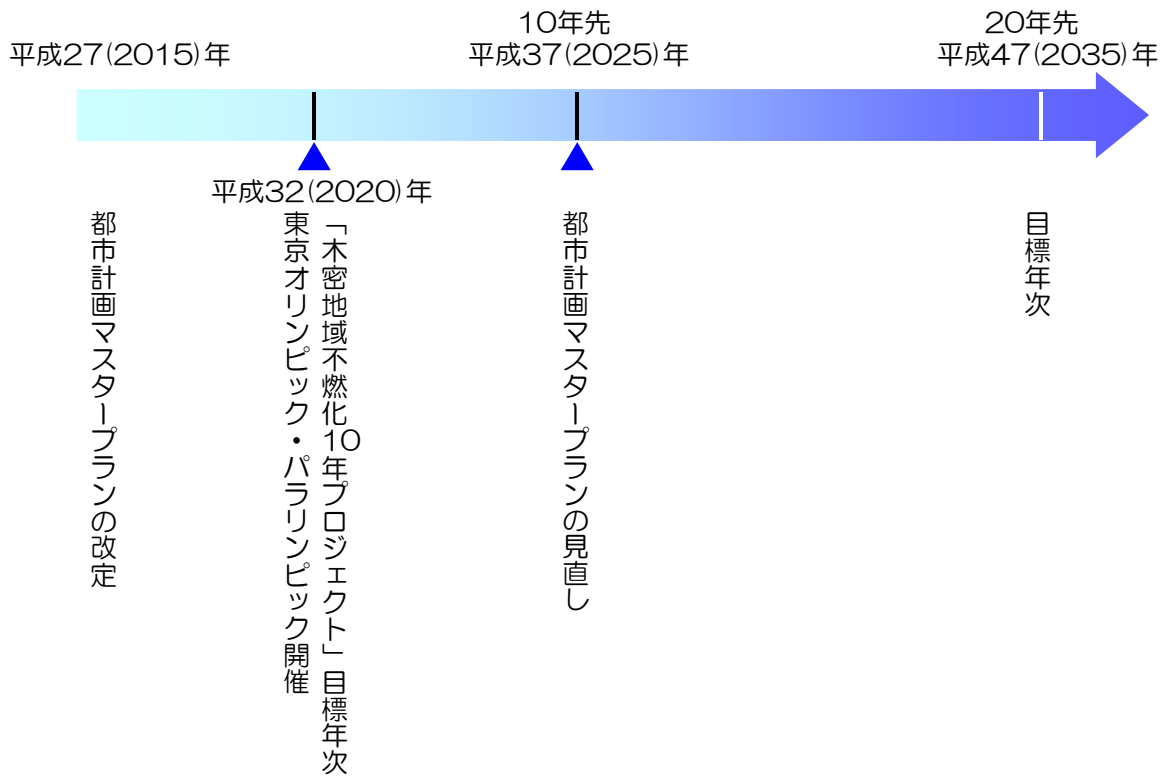 平成27(2015)年
10年先
平成37(2025)年
20年先
平成47(2035)年
平成32(2020)年
都市計画マスタープランの改定
「木密地域不燃化10年プロジェクト」目標年次
東京オリンピック・パラリンピック開催
都市計画マスタープランの見直し
目標年次